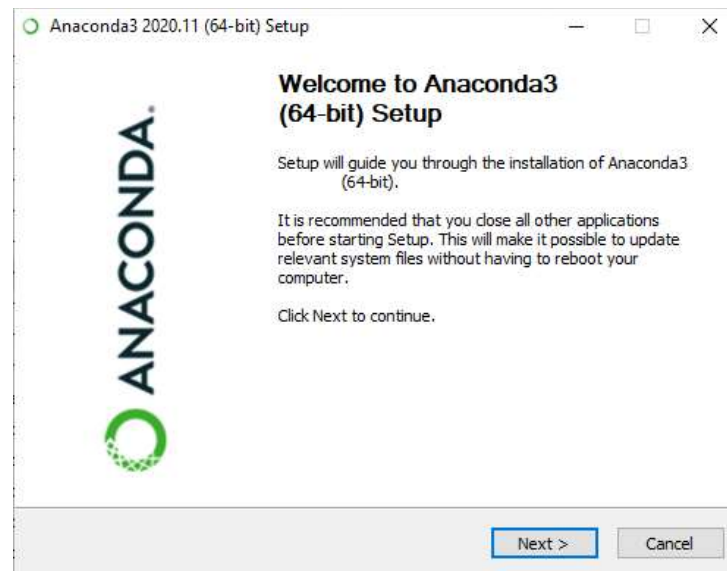 Anaconda3 2020.11 (64-bit) Setup
ANACONDA.
Welcome to Anaconda3
(64-bit) Setup
Setup will guide you through the installation of Anaconda3
(64-bit).
It is recommended that you close all other applications
before starting Setup. This will make it possible to update
relevant system files without having to reboot your
computer.
Click Next to continue.
Next >
Cancel